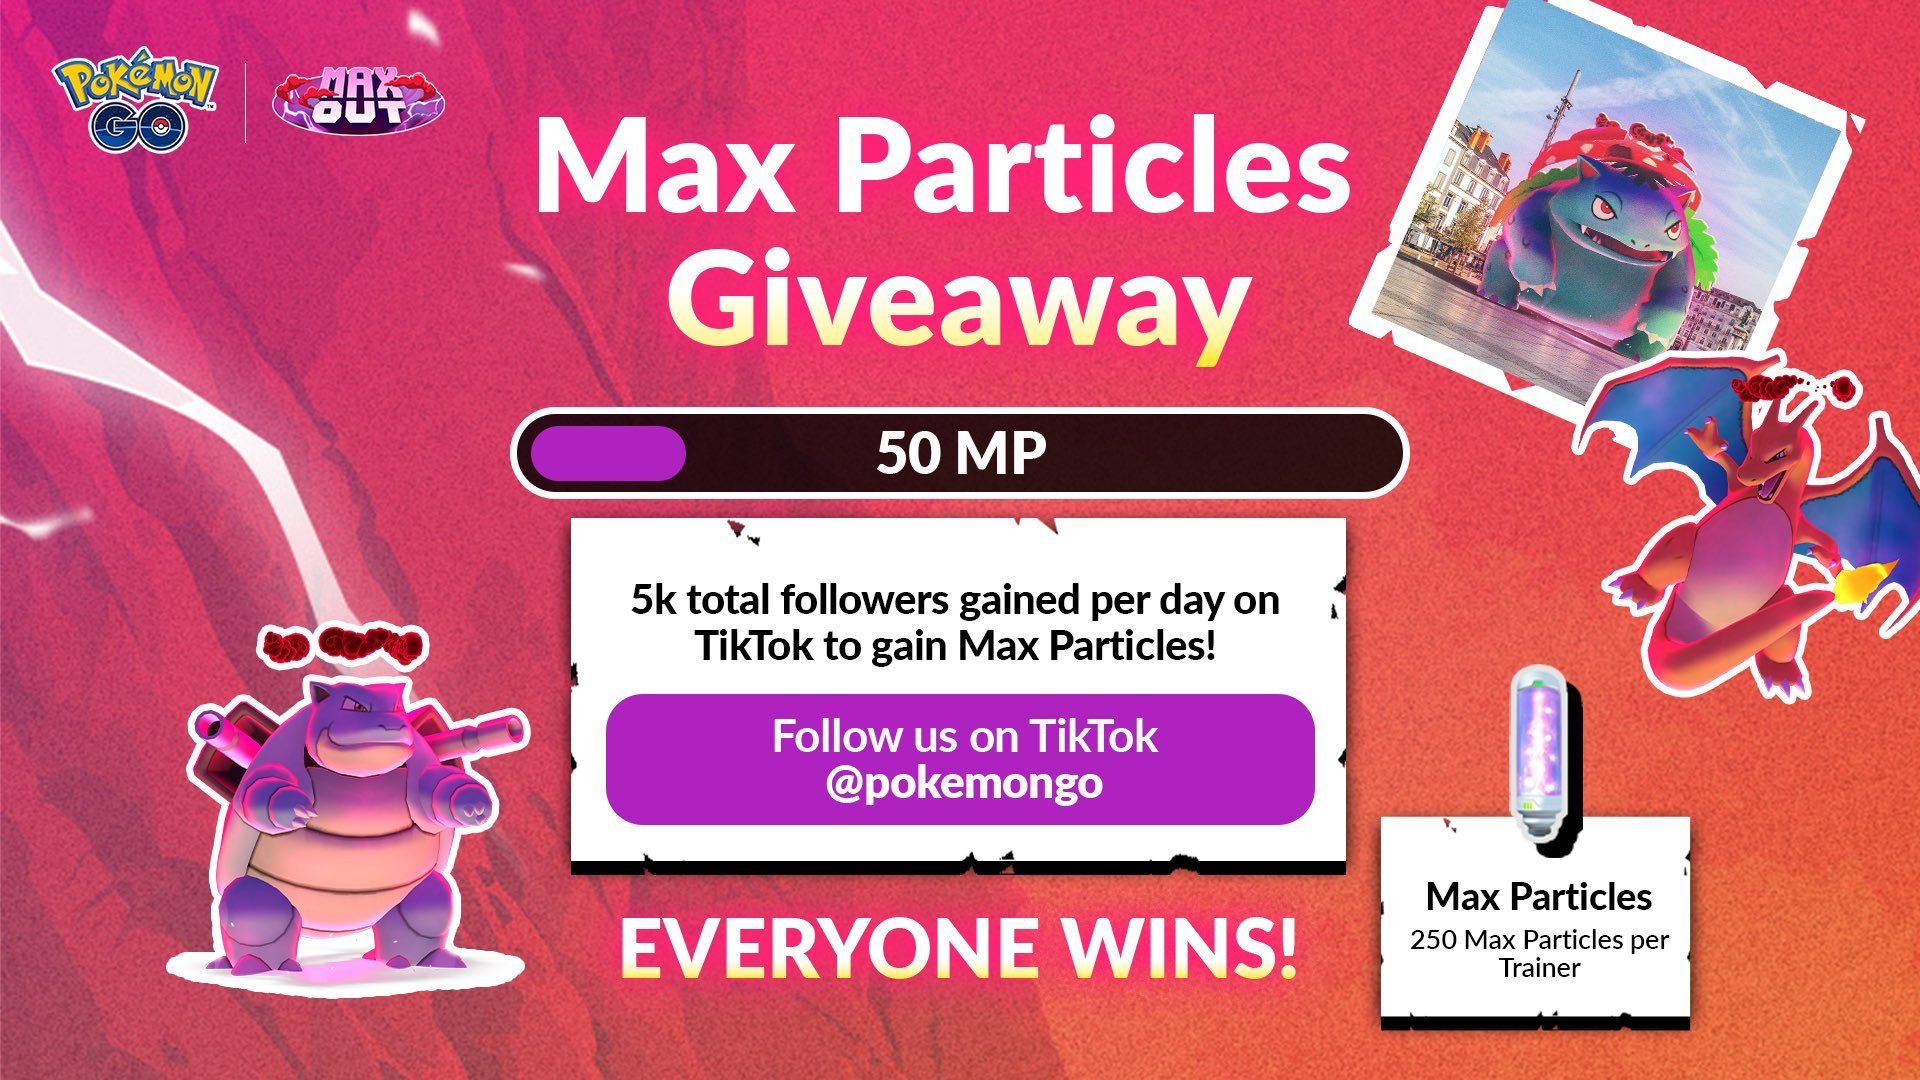 POKÉMON
GO
MAX
OUT
Max Particles
Giveaway
50 MP
5k total followers gained per day on
TikTok to gain Max Particles!
Follow us on TikTok
@pokemongo
EVERYONE WINS!
Max Particles
250 Max Particles per
Trainer